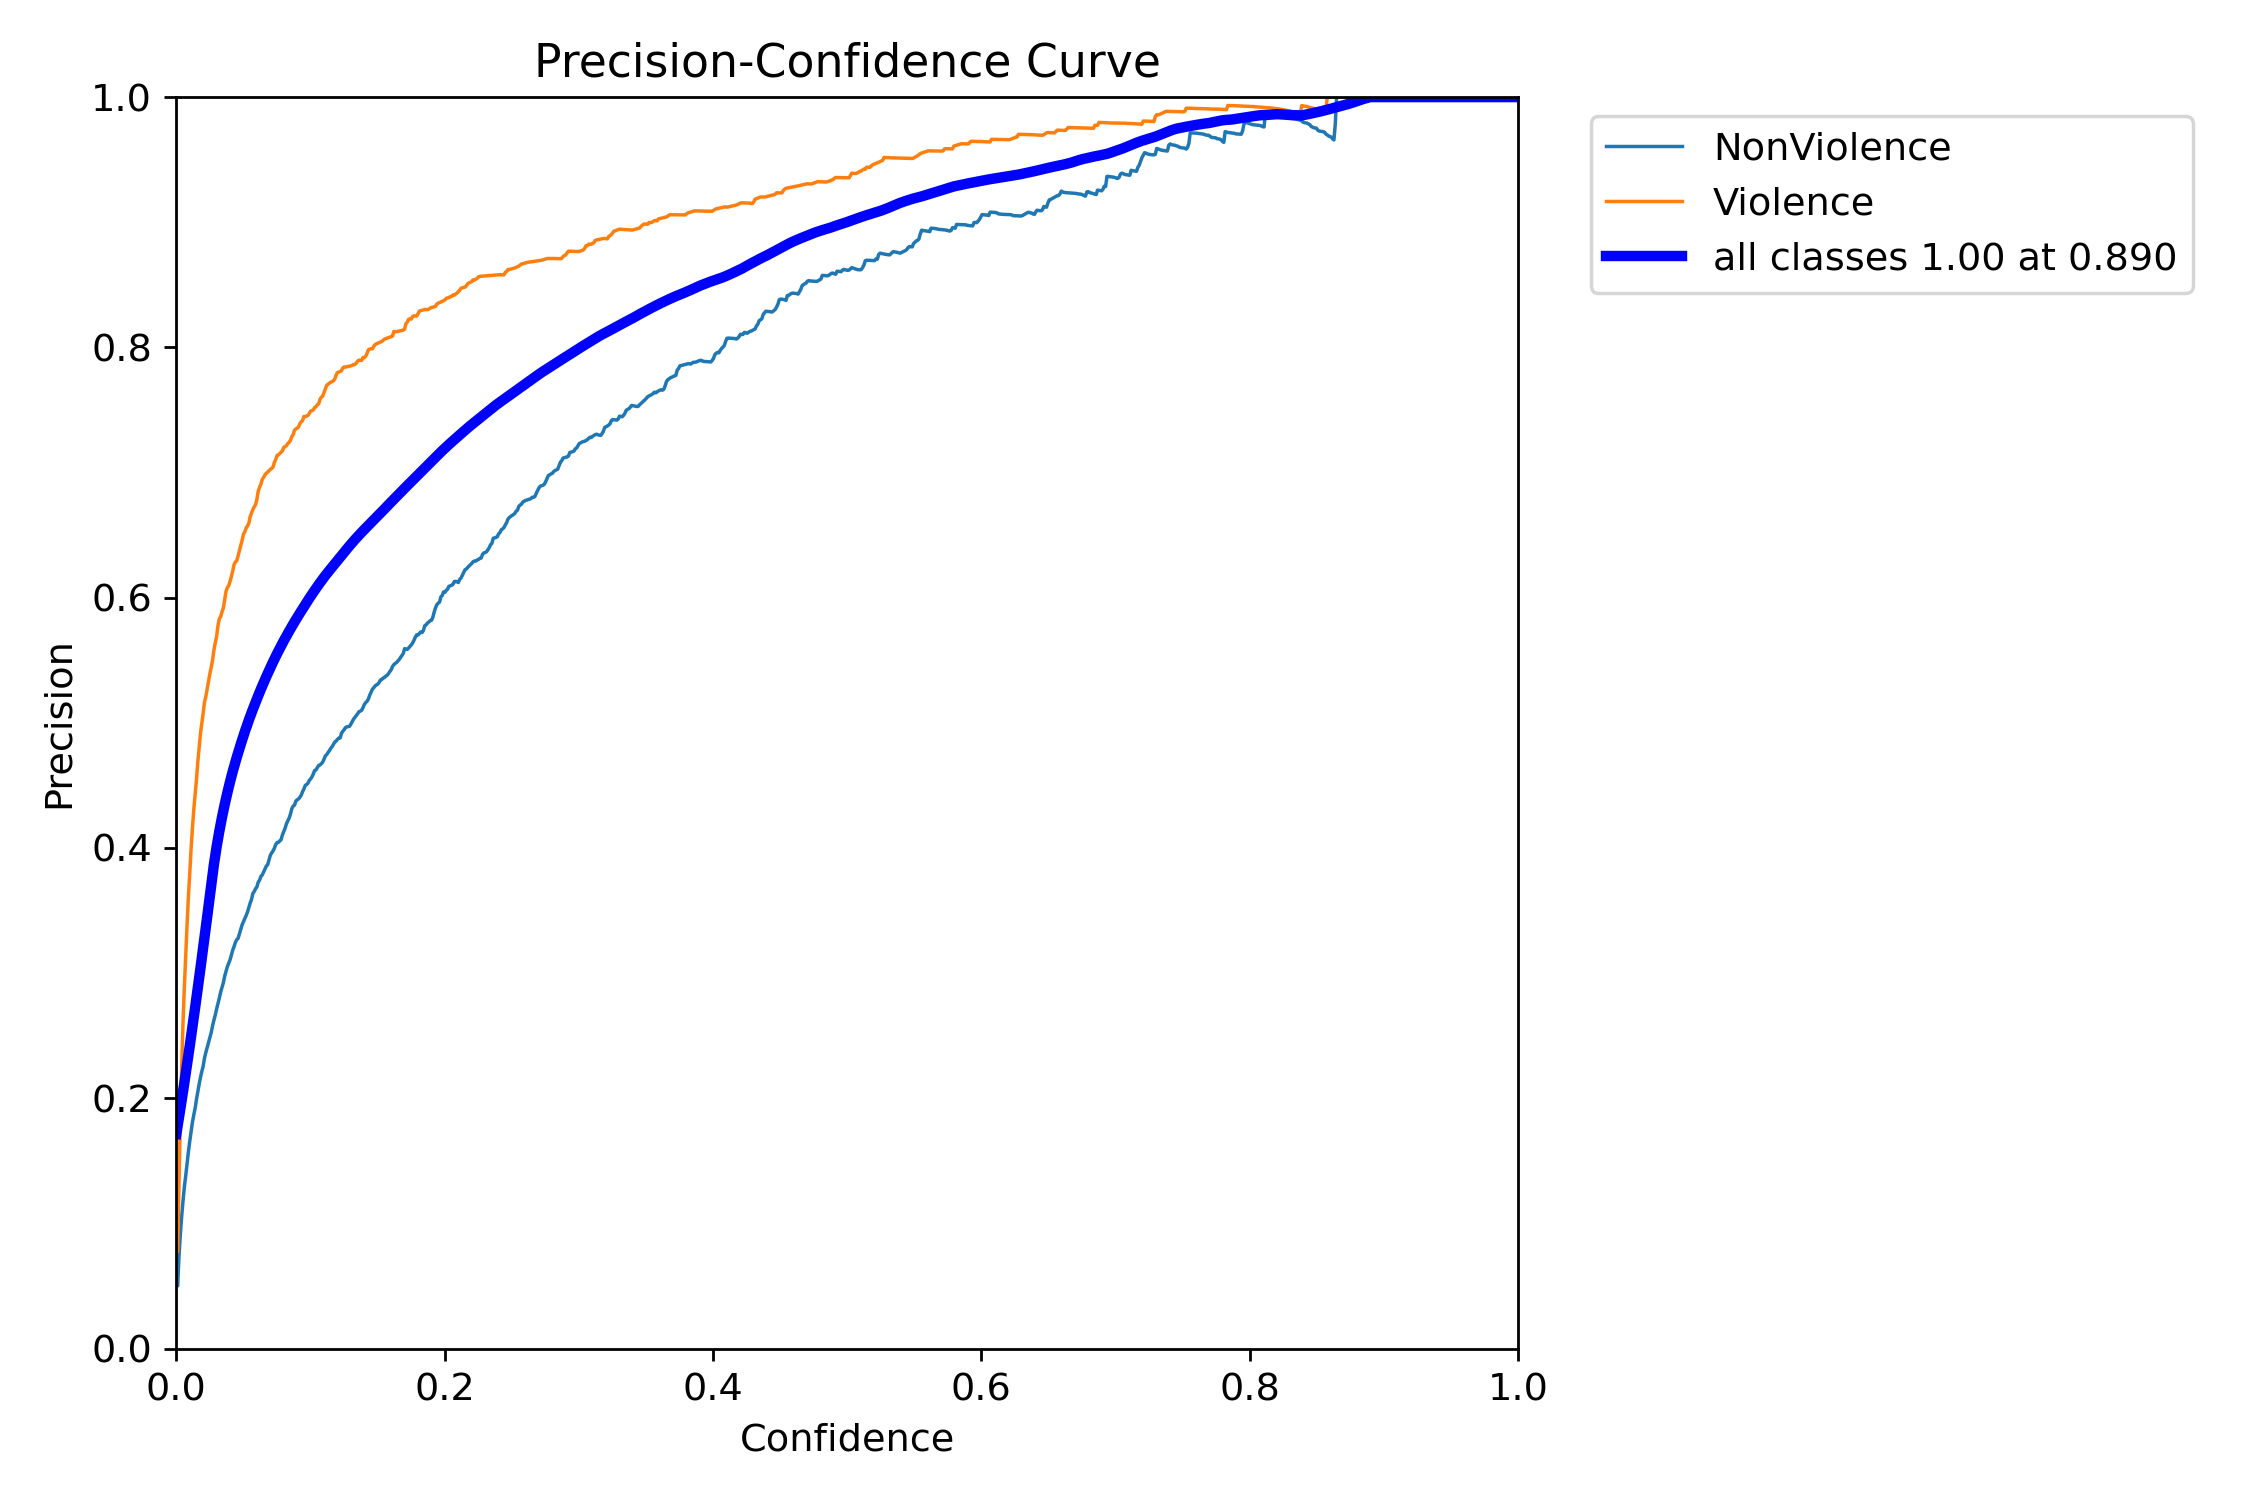 Precision-Confidence Curve
1.0
0.8
0.6
0.4
0.2
0.0
Precision
0.0 0.2 0.4 0.6 0.8 1.0
Confidence
NonViolence
Violence
all classes 1.00 at 0.890